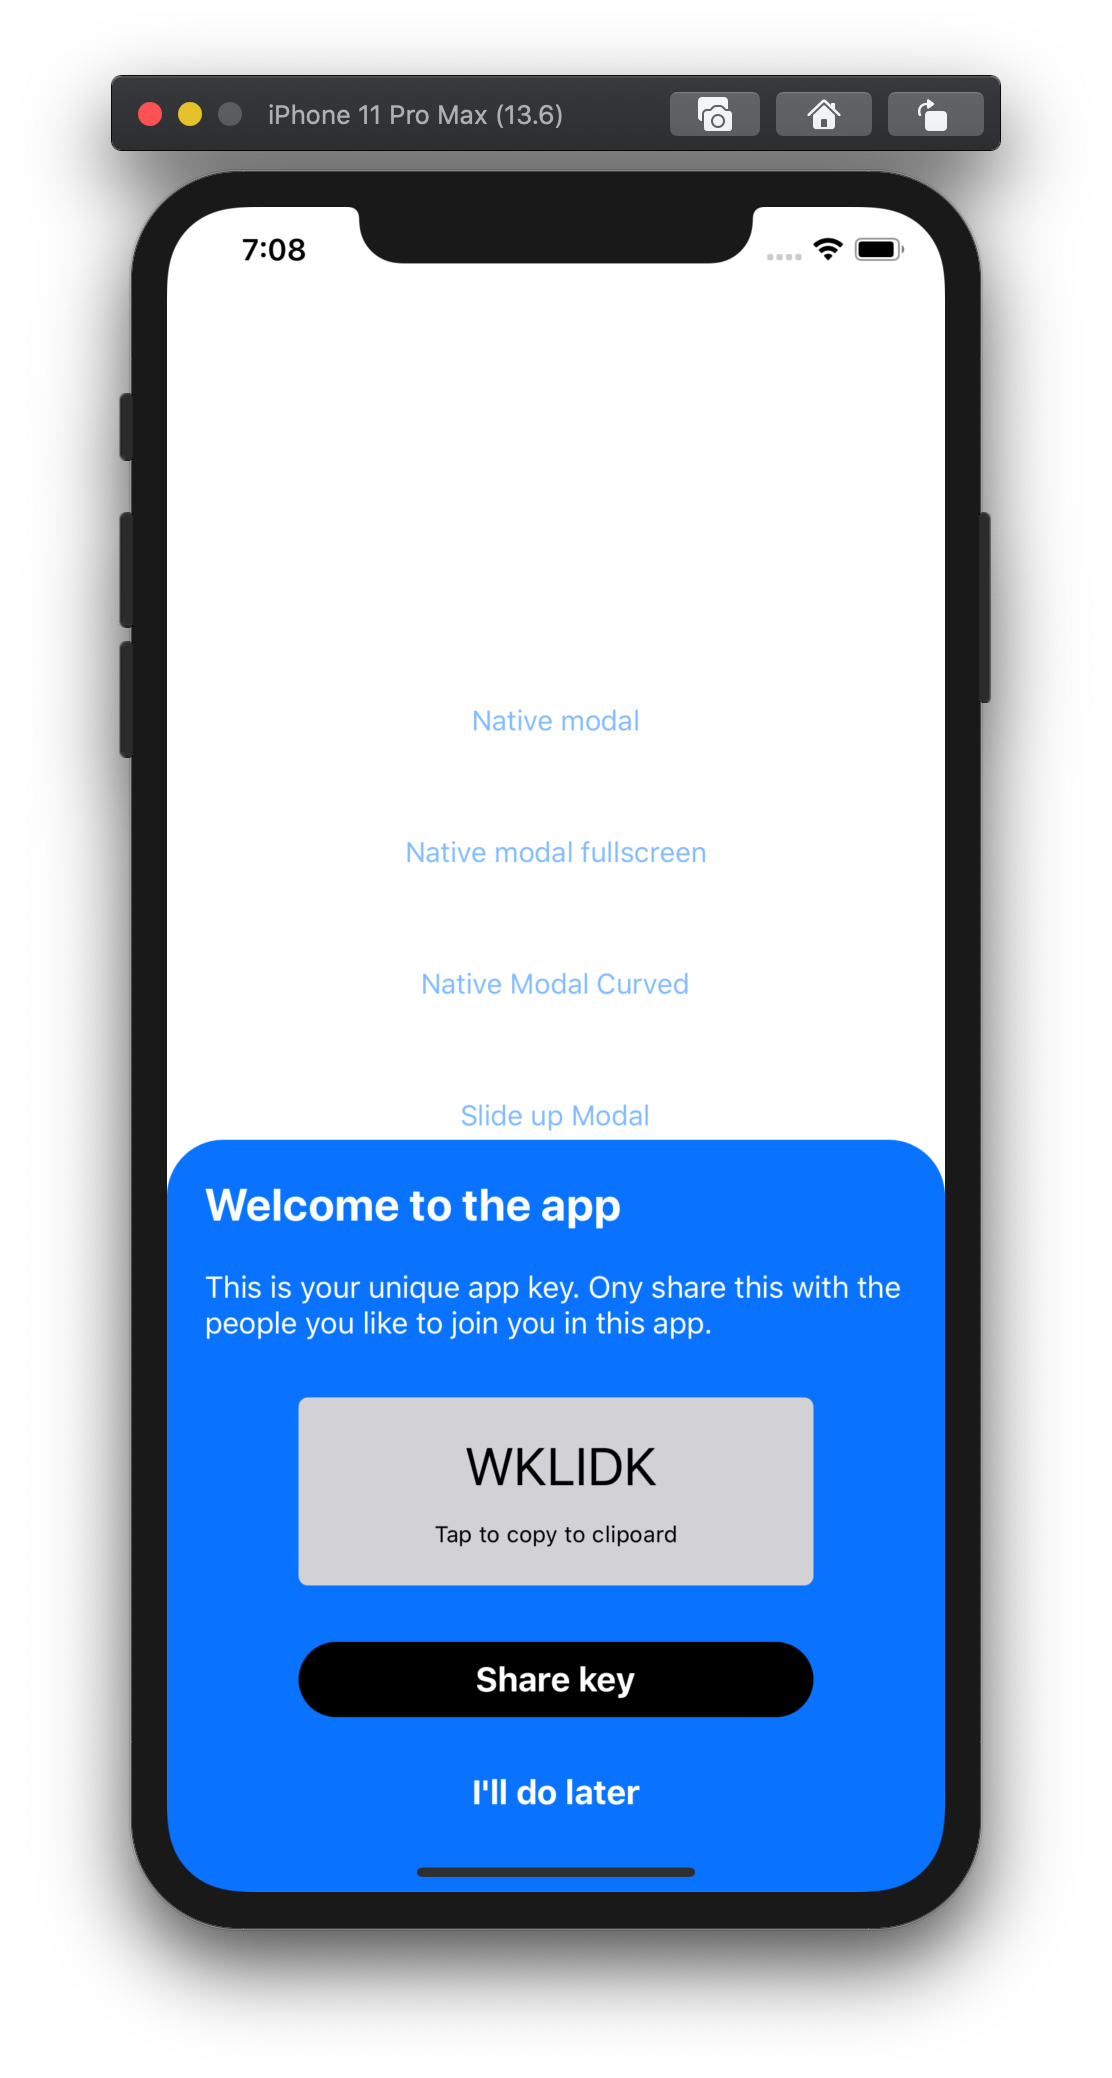 iPhone 11 Pro Max (13.6)
7:08
Native modal
Native modal fullscreen
Native Modal Curved
Slide up Modal
Welcome to the app
This is your unique app key. Ony share this with the
people you like to join you in this app.
WKLIDK
Tap to copy to clipoard
Share key
I'll do later